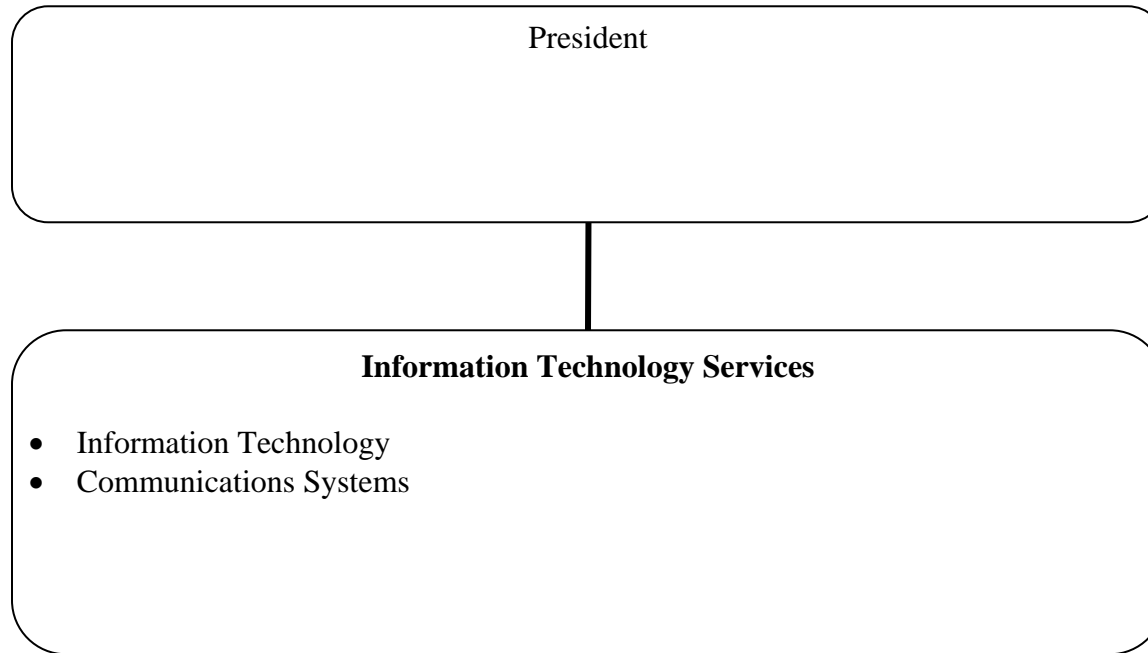 President
Information Technology Services
• Information Technology
• Communications Systems